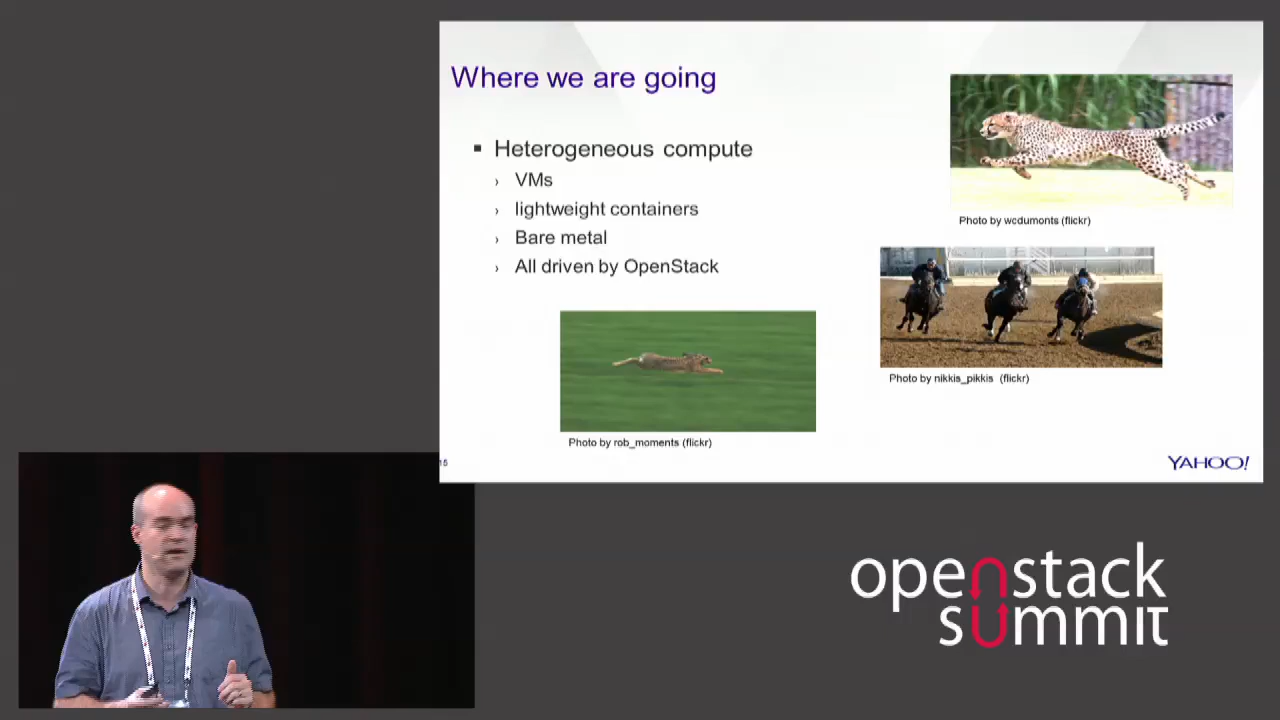 Where we are going
▪ Heterogeneous compute
› VMs
› lightweight containers
› Bare metal
› All driven by OpenStack
Photo by wcdumonts (flickr)
Photo by nikkis_pikkis (flickr)
Photo by rob_moments (flickr)
15
YAHOO!
openstack
summit